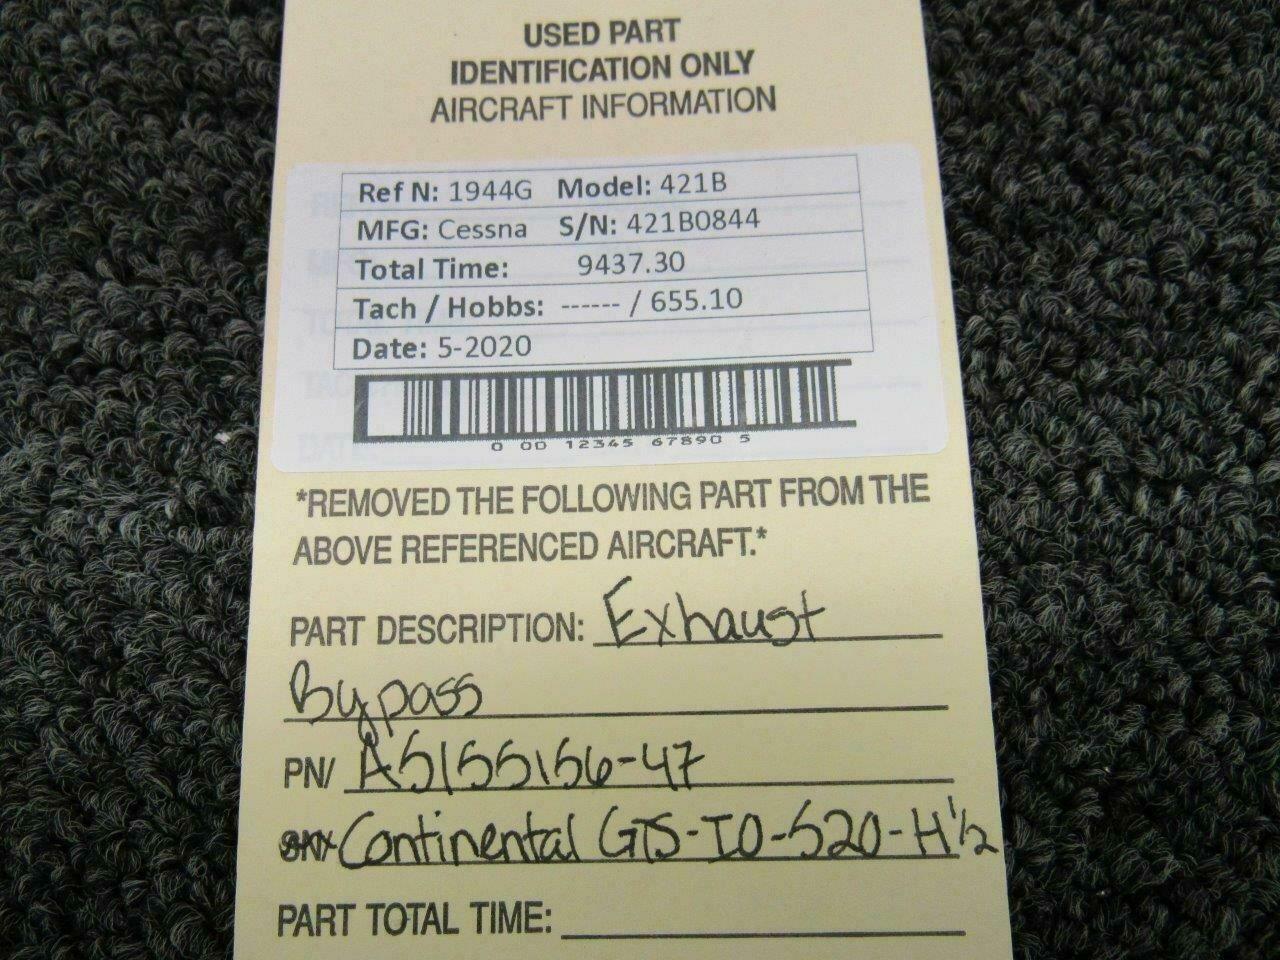 USED PART
IDENTIFICATION ONLY
AIRCRAFT INFORMATION
Ref N: 1944G Model: 421B
MFG: Cessna S/N: 421B0844
Total Time: 9437.30
Tach / Hobbs: ------ / 655.10
Date: 5-2020
0 00 12345 67890 5
*REMOVED THE FOLLOWING PART FROM THE
ABOVE REFERENCED AIRCRAFT.*
PART DESCRIPTION: Exhaust
Bypass
PN/ A5155156-47
Continental GTS-IO-520-H 1/2
PART TOTAL TIME: